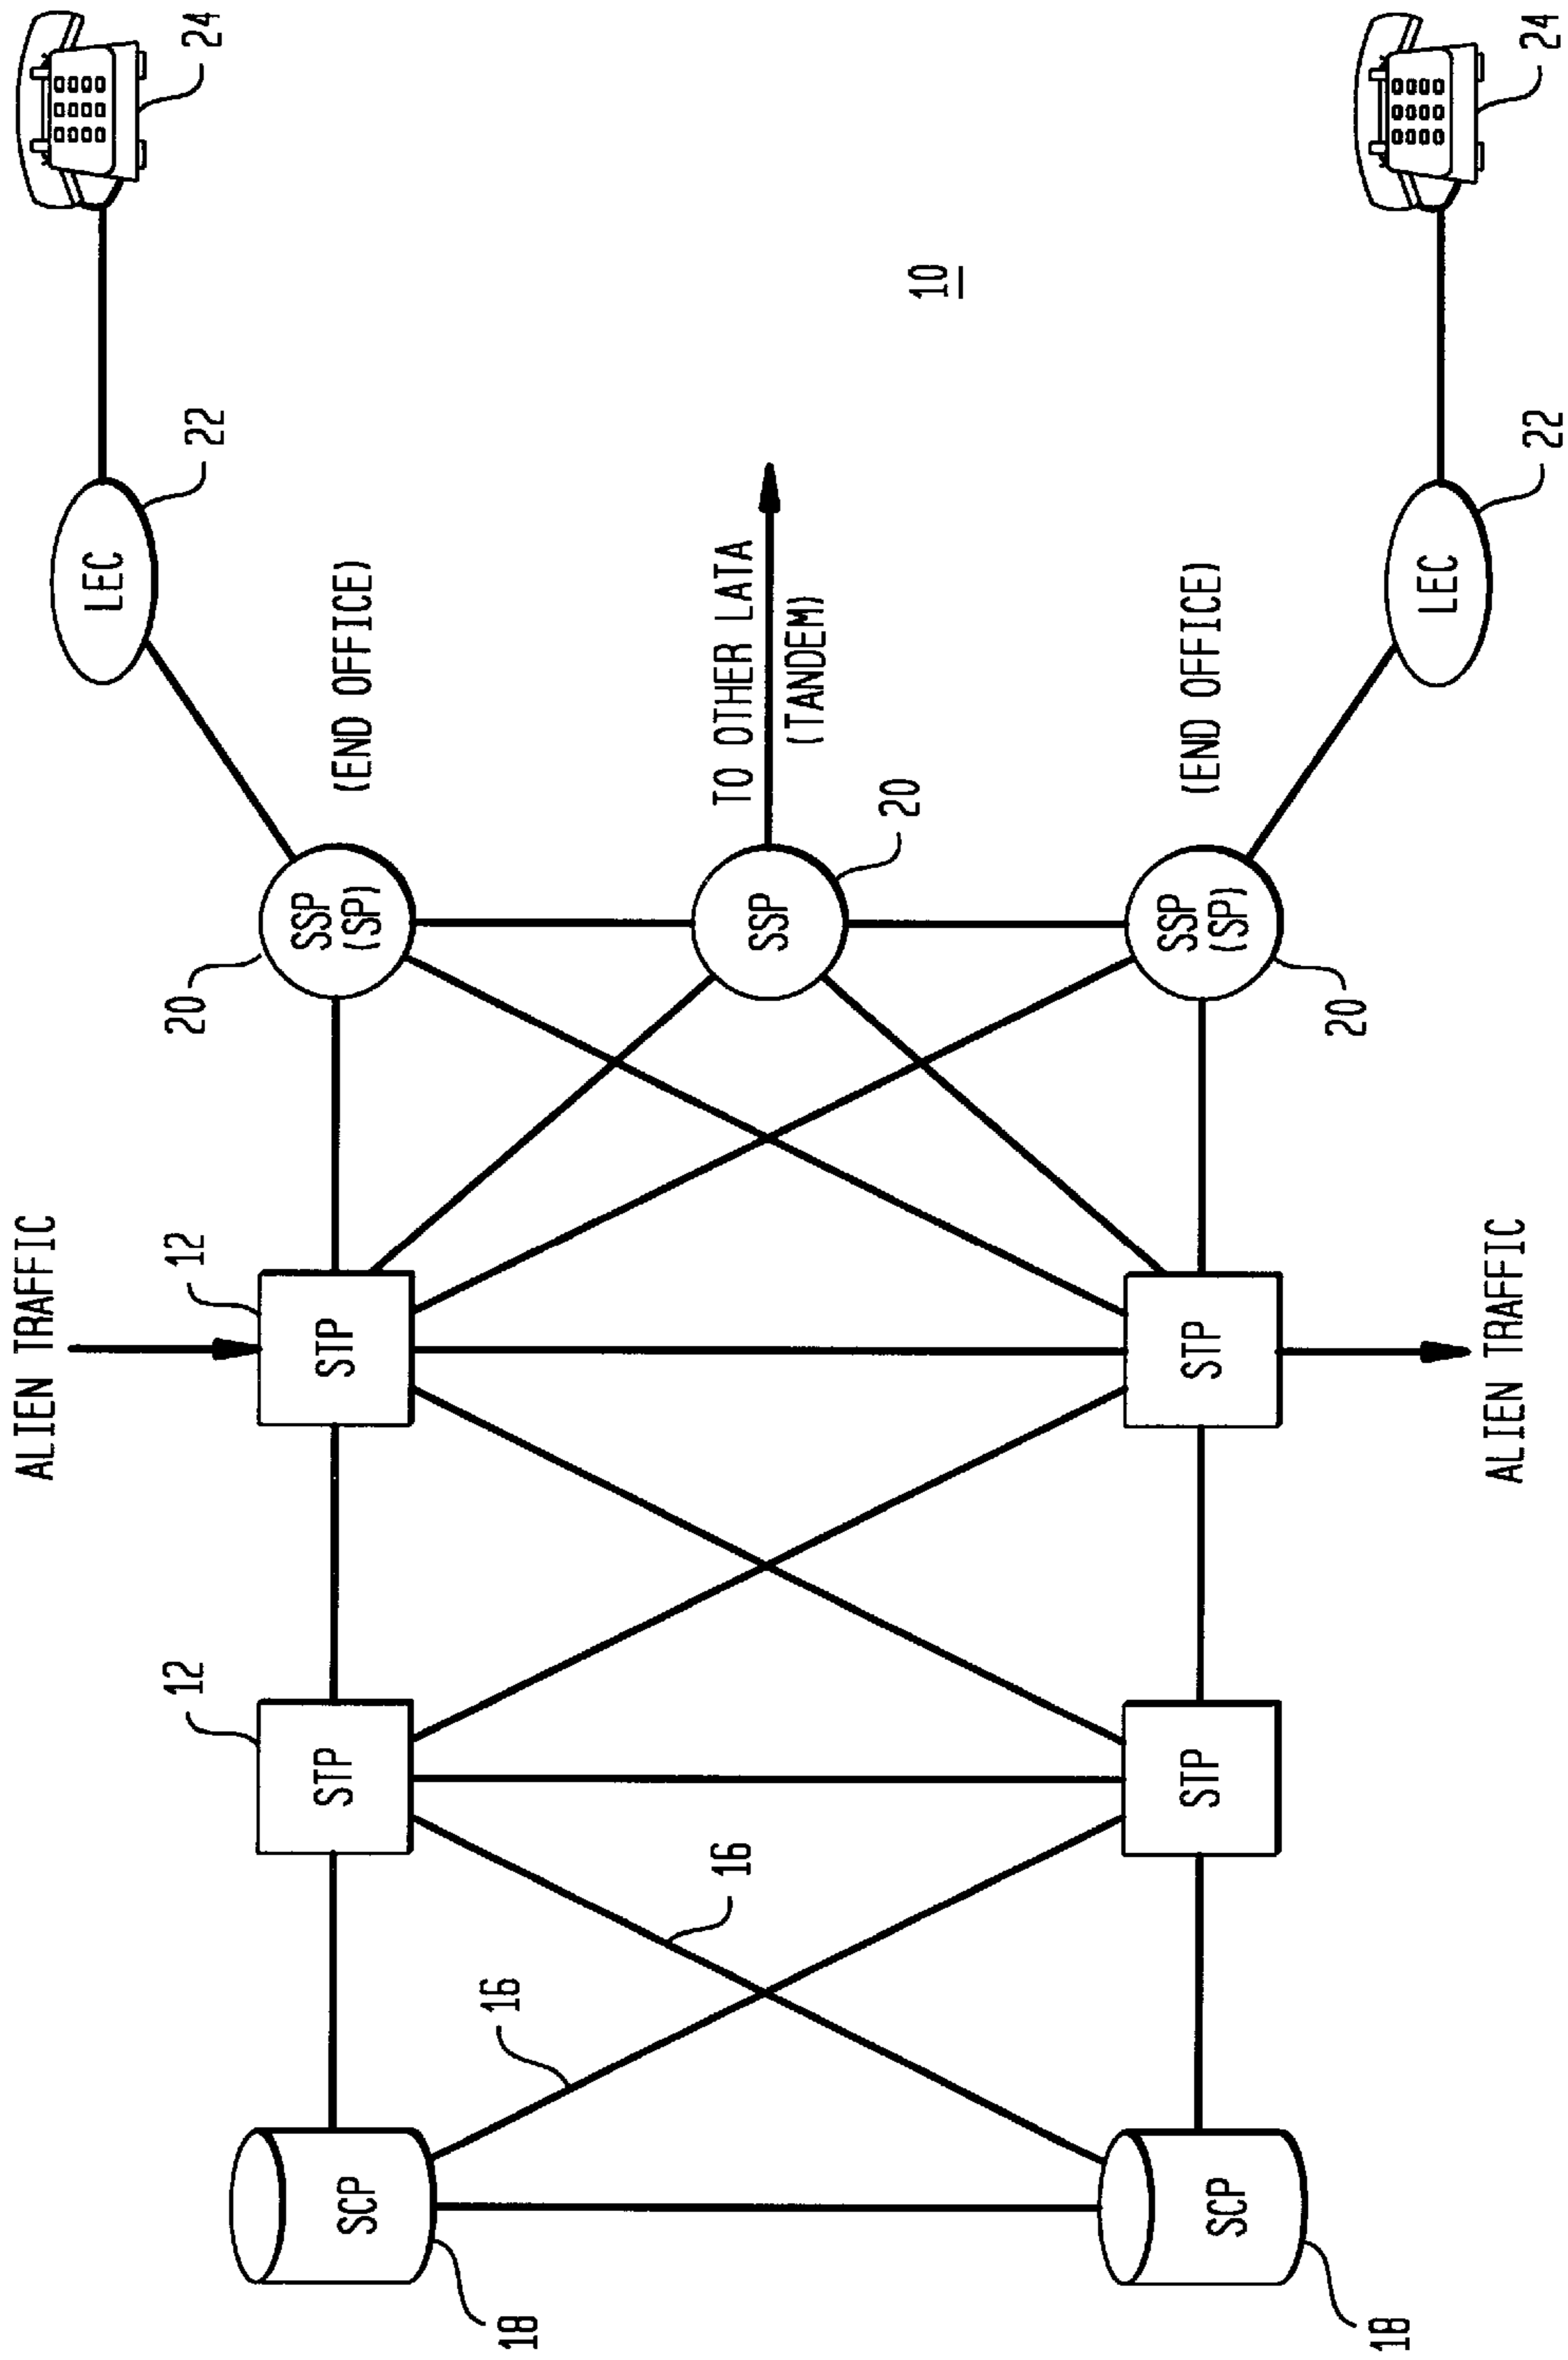 ALIEN TRAFFIC
24
LEC
22
12
12
20
SSP
(SP)
(END OFFICE)
STP
STP
SCP
18
16
16
TO OTHER LATA
(TANDEM)
SSP
20
10
STP
STP
SSP
(SP)
(END OFFICE)
20
SCP
18
LEC
22
24
ALIEN TRAFFIC